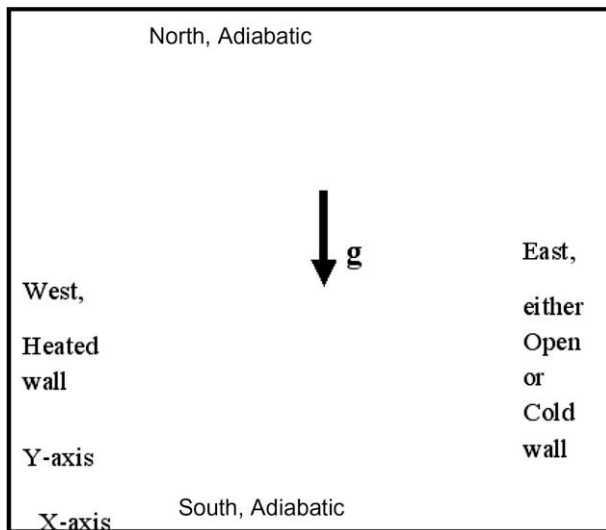 North, Adiabatic
g
East,
either
Open
or
Cold
wall
West,
Heated
wall
Y-axis
South, Adiabatic
X-axis